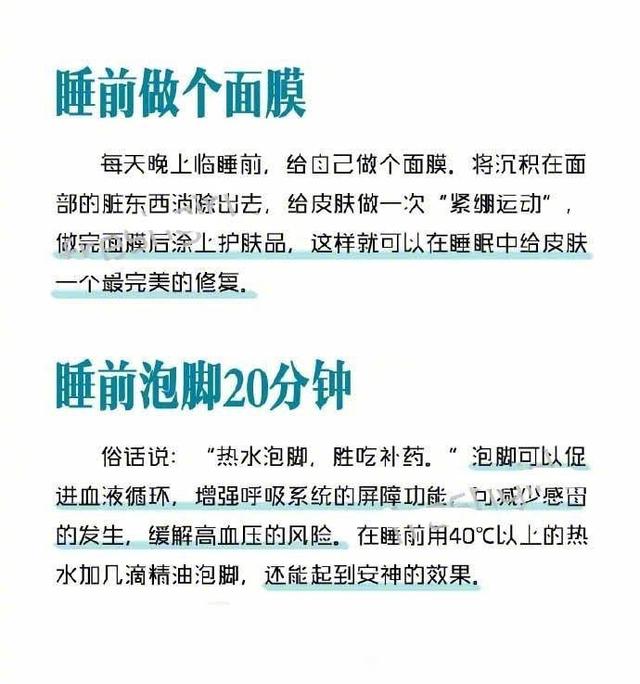 睡前做个面膜
每天晚上临睡前，给自己做个面膜。将沉积在面
部的脏东西消除出去，给皮肤做一次“紧绷运动”，
做完面膜后涂上护肤品，这样就可以在睡眠中给皮肤
一个最完美的修复。
睡前泡脚20分钟
俗话说：“热水泡脚，胜吃补药。”泡脚可以促
进血液循环，增强呼吸系统的屏障功能，可减少感冒
的发生，缓解高血压的风险。在睡前用40℃以上的热
水加几滴精油泡脚，还能起到安神的效果。